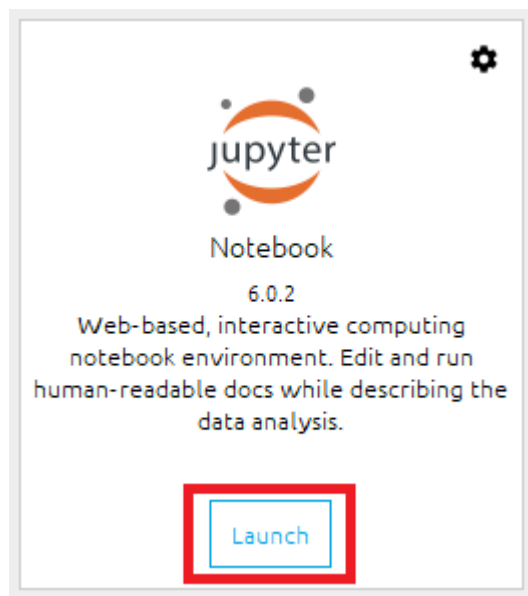 jupyter
Notebook
6.0.2
Web-based, interactive computing
notebook environment. Edit and run
human-readable docs while describing the
data analysis.
Launch